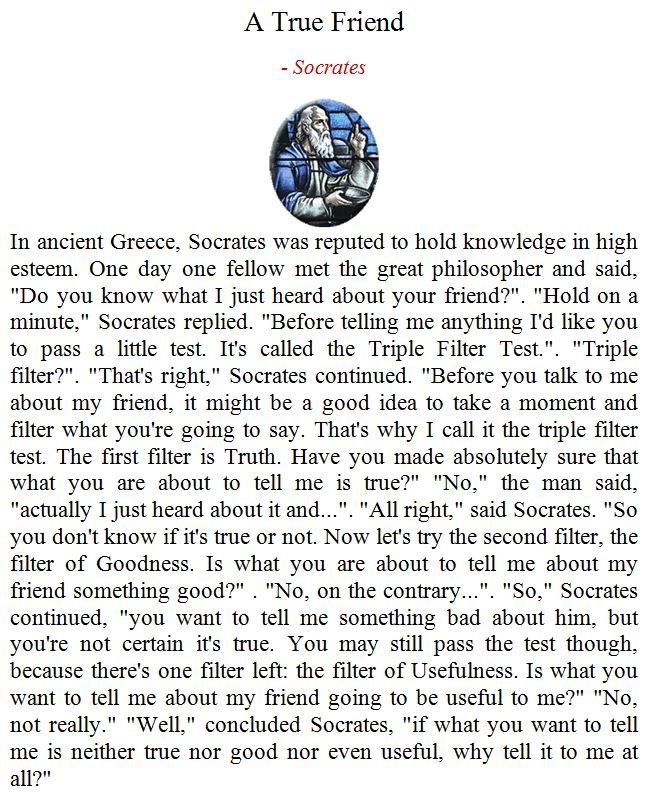 A True Friend
- Socrates
In ancient Greece, Socrates was reputed to hold knowledge in high
esteem. One day one fellow met the great philosopher and said,
"Do you know what I just heard about your friend?". "Hold on a
minute," Socrates replied. "Before telling me anything I'd like you
to pass a little test. It's called the Triple Filter Test.". "Triple
filter?". "That's right," Socrates continued. "Before you talk to me
about my friend, it might be a good idea to take a moment and
filter what you're going to say. That's why I call it the triple filter
test. The first filter is Truth. Have you made absolutely sure that
what you are about to tell me is true?" "No," the man said,
"actually I just heard about it and...". "All right," said Socrates. "So
you don't know if it's true or not. Now let's try the second filter, the
filter of Goodness. Is what you are about to tell me about my
friend something good?" . "No, on the contrary...". "So," Socrates
continued, "you want to tell me something bad about him, but
you're not certain it's true. You may still pass the test though,
because there's one filter left: the filter of Usefulness. Is what you
want to tell me about my friend going to be useful to me?" "No,
not really." "Well," concluded Socrates, "if what you want to tell
me is neither true nor good nor even useful, why tell it to me at
all?"